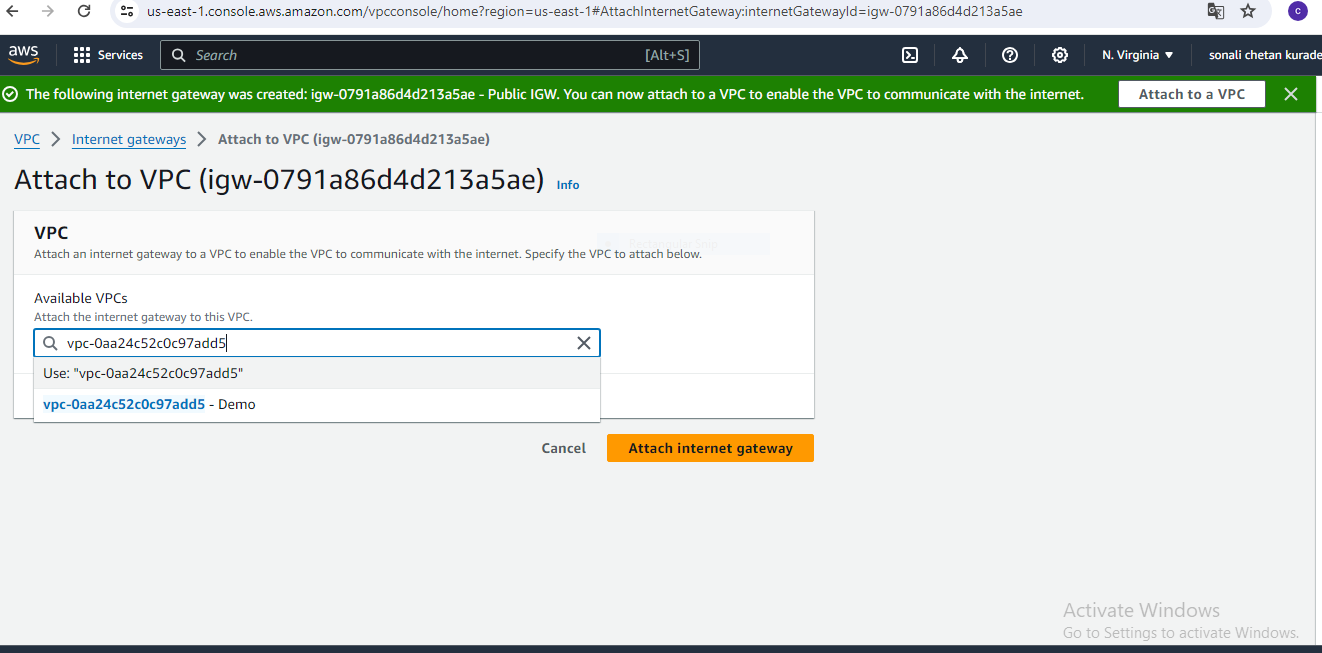 us-east-1.console.aws.amazon.com/vpcconsole/home?region=us-east-1#AttachInternetGateway:internetGatewayId=igw-0791a86d4d213a5ae
c
aws
Services
Search
[Alt+S]
N. Virginia
sonali chetan kurade
The following internet gateway was created: igw-0791a86d4d213a5ae - Public IGW. You can now attach to a VPC to enable the VPC to communicate with the internet.
Attach to a VPC
VPC > Internet gateways > Attach to VPC (igw-0791a86d4d213a5ae)
Attach to VPC (igw-0791a86d4d213a5ae) Info
VPC
Rectangular Snip
Attach an internet gateway to a VPC to enable the VPC to communicate with the internet. Specify the VPC to attach below.
Available VPCs
Attach the internet gateway to this VPC.
vpc-0aa24c52c0c97add5
Use: "vpc-0aa24c52c0c97add5"
vpc-0aa24c52c0c97add5 - Demo
Cancel
Attach internet gateway
Activate Windows
Go to Settings to activate Windows.